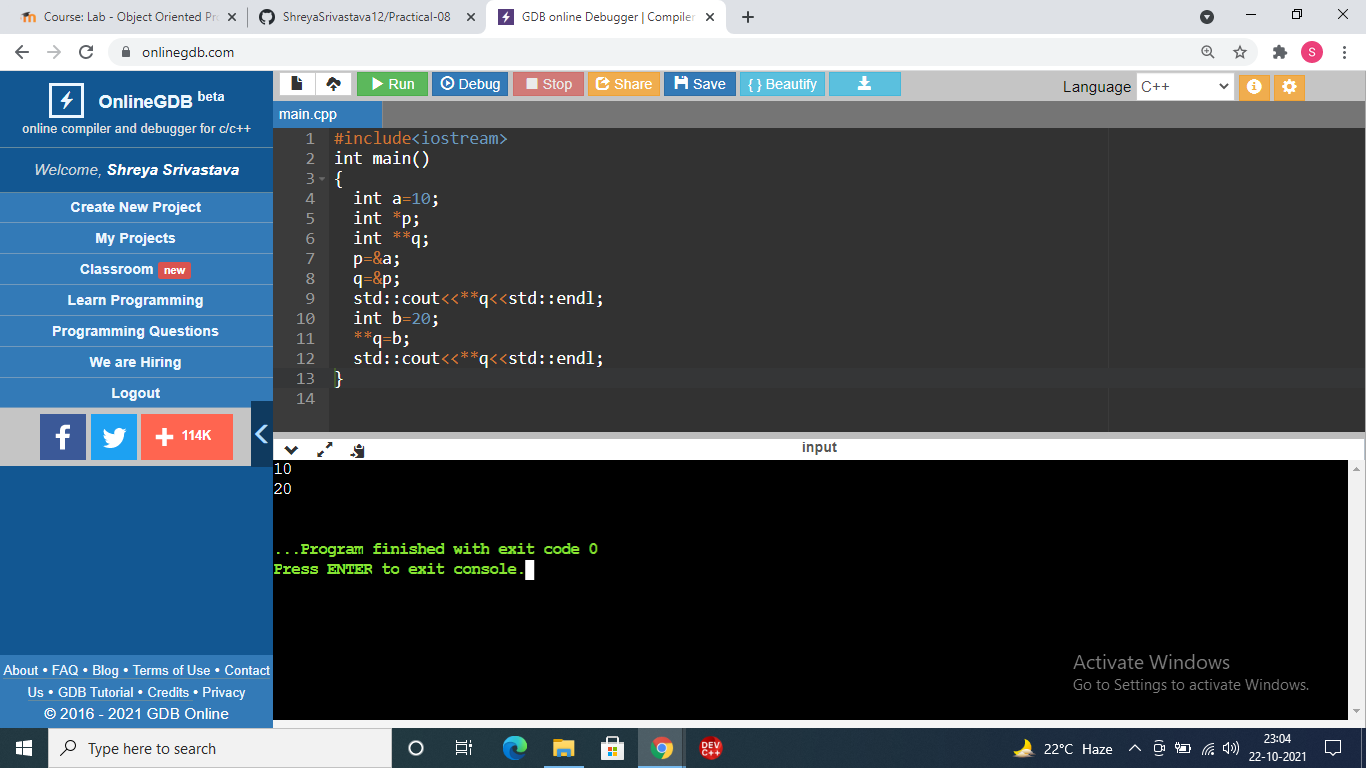 Course: Lab - Object Oriented Pr
ShreyaSrivastava12/Practical-08
GDB online Debugger | Compiler
onlinegdb.com
S
OnlineGDB beta
online compiler and debugger for c/c++
Welcome, Shreya Srivastava
Create New Project
My Projects
Classroom new
Learn Programming
Programming Questions
We are Hiring
Logout
f
+ 114K
About • FAQ • Blog • Terms of Use • Contact
Us • GDB Tutorial • Credits • Privacy
© 2016 - 2021 GDB Online
Run
Debug
Stop
Share
Save
{ } Beautify
Language C++
main.cpp
1 #include<iostream>
2 int main()
3 {
4 int a=10;
5 int *p;
6 int **q;
7 p=&a;
8 q=&p;
9 std::cout<<**q<<std::endl;
10 int b=20;
11 **q=b;
12 std::cout<<**q<<std::endl;
13 }
14
input
10
20
...Program finished with exit code 0
Press ENTER to exit console.
Activate Windows
Go to Settings to activate Windows.
Type here to search
DEV
C++
22°C Haze
23:04
22-10-2021